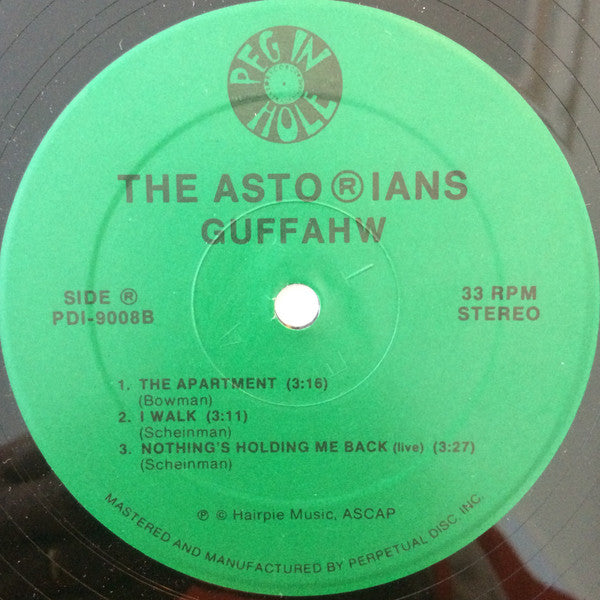 PEG IN
HOLE
THE ASTO®IANS
GUFFAHW
SIDE ®
PDI-9008B
33 RPM
STEREO
1. THE APARTMENT (3:16)
(Bowman)
2. I WALK (3:11)
(Scheinman)
3. NOTHING'S HOLDING ME BACK (live) (3:27)
(Scheinman)
℗ © Hairpie Music, ASCAP
MASTERED AND MANUFACTURED BY PERPETUAL DISC, INC.